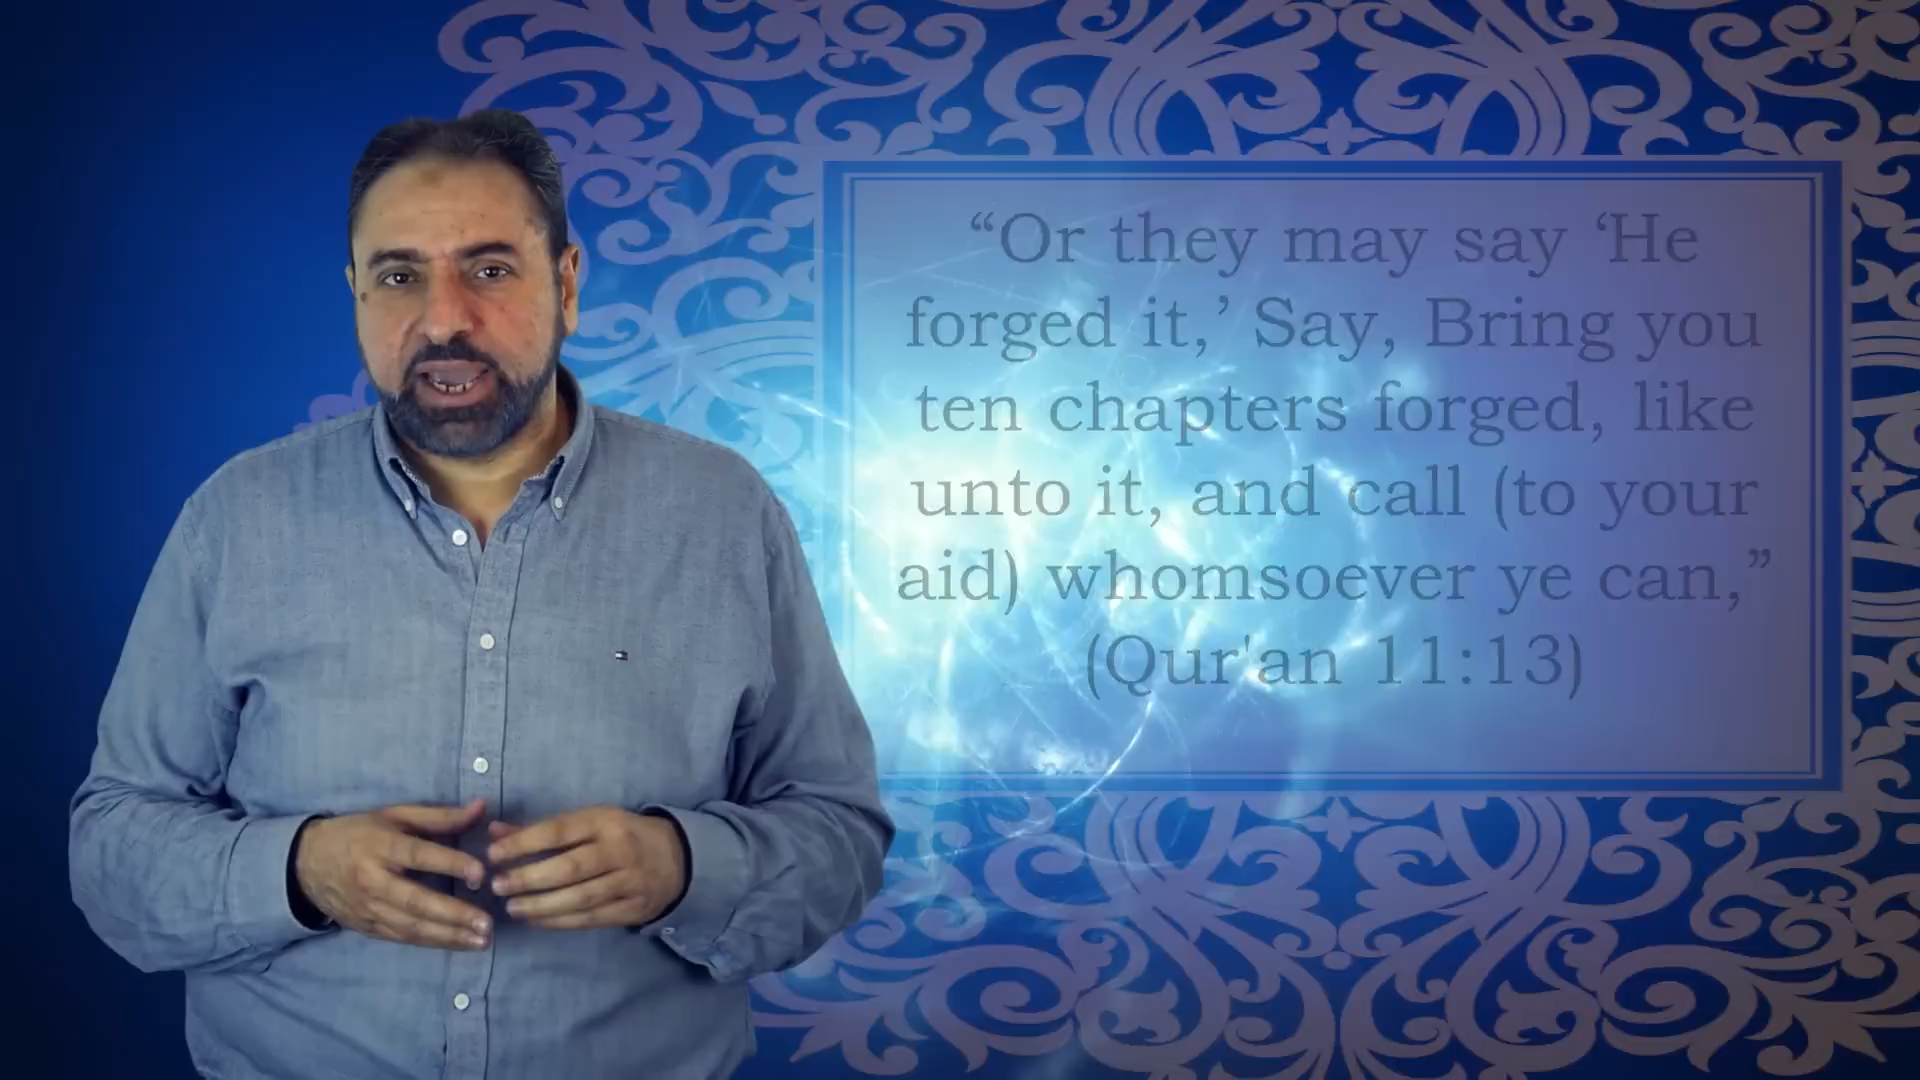 “Or they may say ‘He
forged it,’ Say, Bring you
ten chapters forged, like
unto it, and call (to your
aid) whomsoever ye can,”
(Qur'an 11:13)